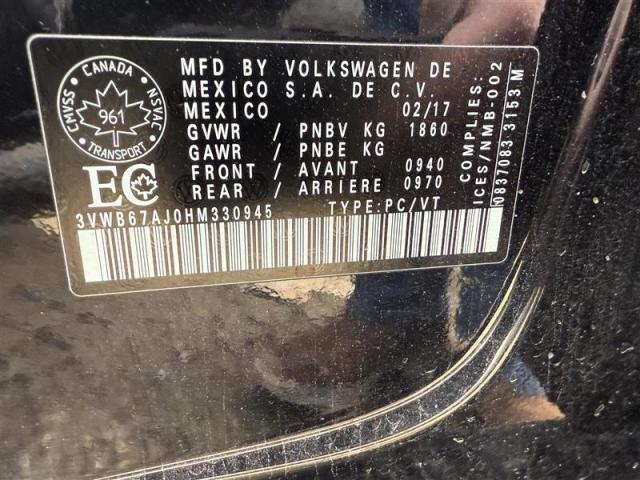 CANADA
CMVSS
NSVAC
961
TRANSPORT
EC
MFD BY VOLKSWAGEN DE
MEXICO S.A. DE C.V.
MEXICO 02/17
GVWR / PNBV KG 1860
GAWR / PNBE KG
FRONT / AVANT 0940
REAR / ARRIERE 0970
3VWB67AJ0HM330945 TYPE:PC/VT
COMPLIES:
ICES/NMB-002
0837083 3153 M